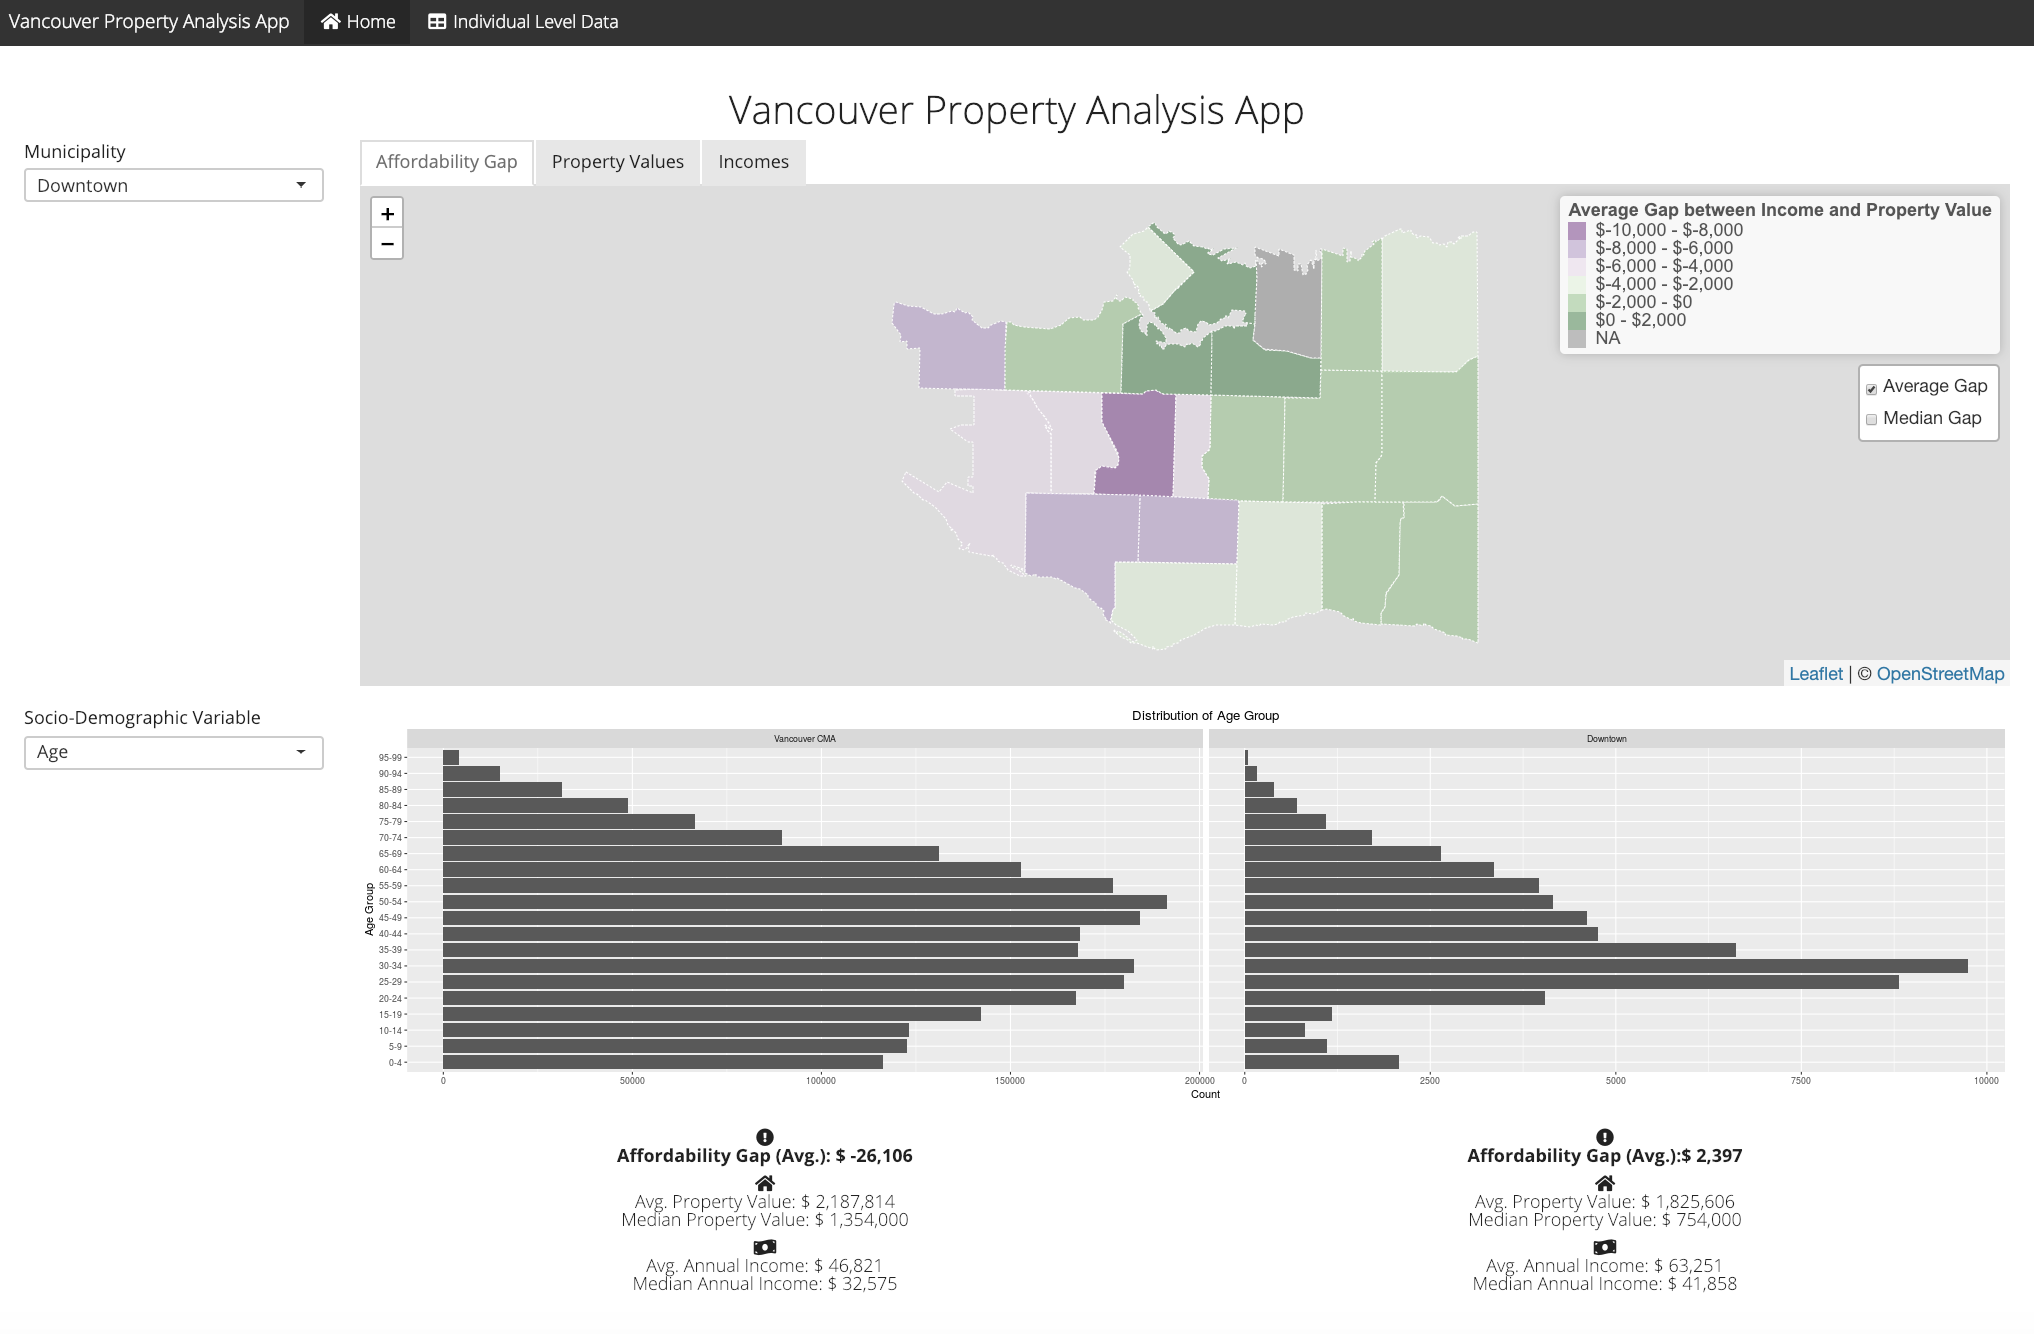 Vancouver Property Analysis App Home Individual Level Data
Vancouver Property Analysis App
Municipality
Downtown
Affordability Gap Property Values Incomes
+
−
Average Gap between Income and Property Value
$-10,000 - $-8,000
$-8,000 - $-6,000
$-6,000 - $-4,000
$-4,000 - $-2,000
$-2,000 - $0
$0 - $2,000
NA
Average Gap
Median Gap
Leaflet | © OpenStreetMap
Socio-Demographic Variable
Age
Distribution of Age Group
Vancouver CMA Downtown
Age Group
95-99
90-94
85-89
80-84
75-79
70-74
65-69
60-64
55-59
50-54
45-49
40-44
35-39
30-34
25-29
20-24
15-19
10-14
5-9
0-4
0 50000 100000 150000 200000 0 2500 5000 7500 10000
Count
Affordability Gap (Avg.): $ -26,106
Avg. Property Value: $ 2,187,814
Median Property Value: $ 1,354,000
Avg. Annual Income: $ 46,821
Median Annual Income: $ 32,575
Affordability Gap (Avg.):$ 2,397
Avg. Property Value: $ 1,825,606
Median Property Value: $ 754,000
Avg. Annual Income: $ 63,251
Median Annual Income: $ 41,858